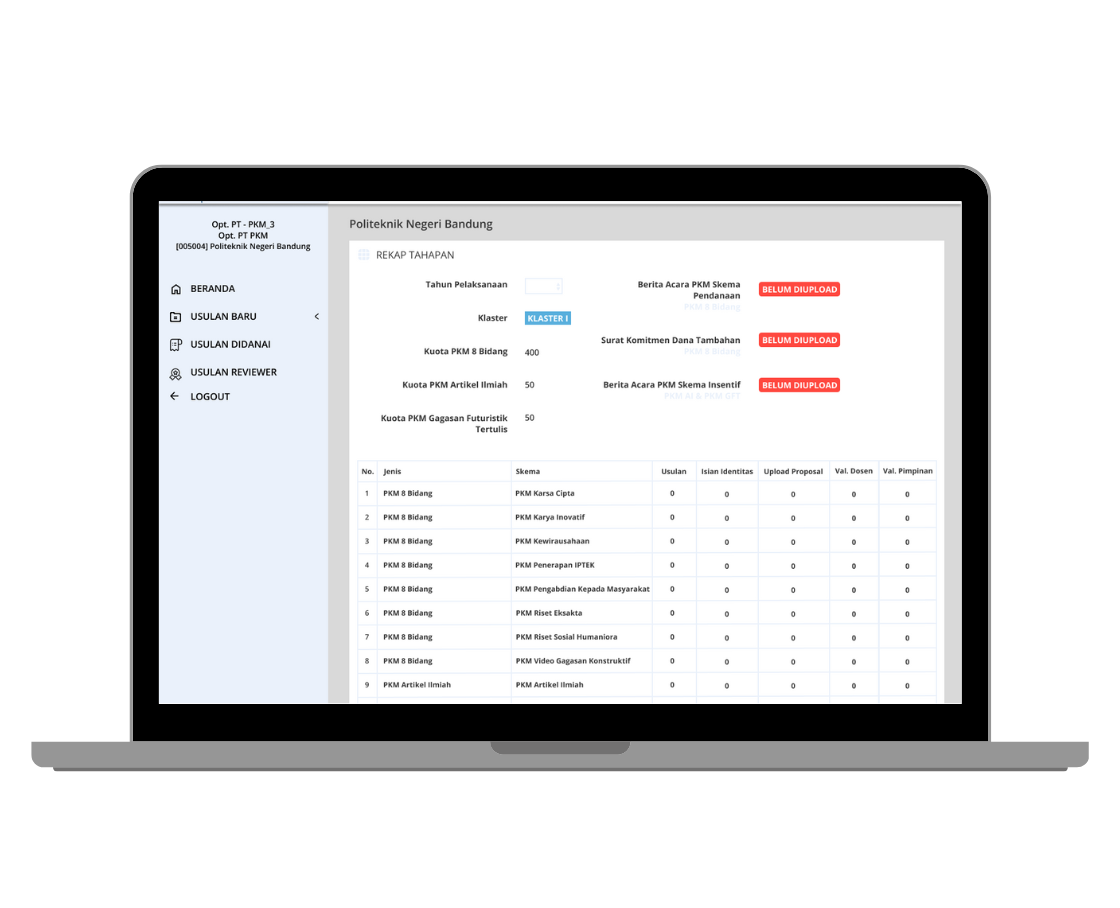 Opt. PT - PKM_3
Opt. PT PKM
[005004] Politeknik Negeri Bandung
BERANDA
USULAN BARU
USULAN DIDANAI
USULAN REVIEWER
LOGOUT
Politeknik Negeri Bandung
REKAP TAHAPAN
Tahun Pelaksanaan
Klaster KLASTER I
Kuota PKM 8 Bidang 400
Kuota PKM Artikel Ilmiah 50
Kuota PKM Gagasan Futuristik
Tertulis 50
Berita Acara PKM Skema
Pendanaan BELUM DIUPLOAD
PKM 8 Bidang
Surat Komitmen Dana Tambahan BELUM DIUPLOAD
PKM 8 Bidang
Berita Acara PKM Skema Insentif BELUM DIUPLOAD
PKM AI & PKM GFT
No. Jenis Skema Usulan Isian Identitas Upload Proposal Val. Dosen Val. Pimpinan
1 PKM 8 Bidang PKM Karsa Cipta 0 0 0 0 0
2 PKM 8 Bidang PKM Karya Inovatif 0 0 0 0 0
3 PKM 8 Bidang PKM Kewirausahaan 0 0 0 0 0
4 PKM 8 Bidang PKM Penerapan IPTEK 0 0 0 0 0
5 PKM 8 Bidang PKM Pengabdian Kepada Masyarakat 0 0 0 0 0
6 PKM 8 Bidang PKM Riset Eksakta 0 0 0 0 0
7 PKM 8 Bidang PKM Riset Sosial Humaniora 0 0 0 0 0
8 PKM 8 Bidang PKM Video Gagasan Konstruktif 0 0 0 0 0
9 PKM Artikel Ilmiah PKM Artikel Ilmiah 0 0 0 0 0